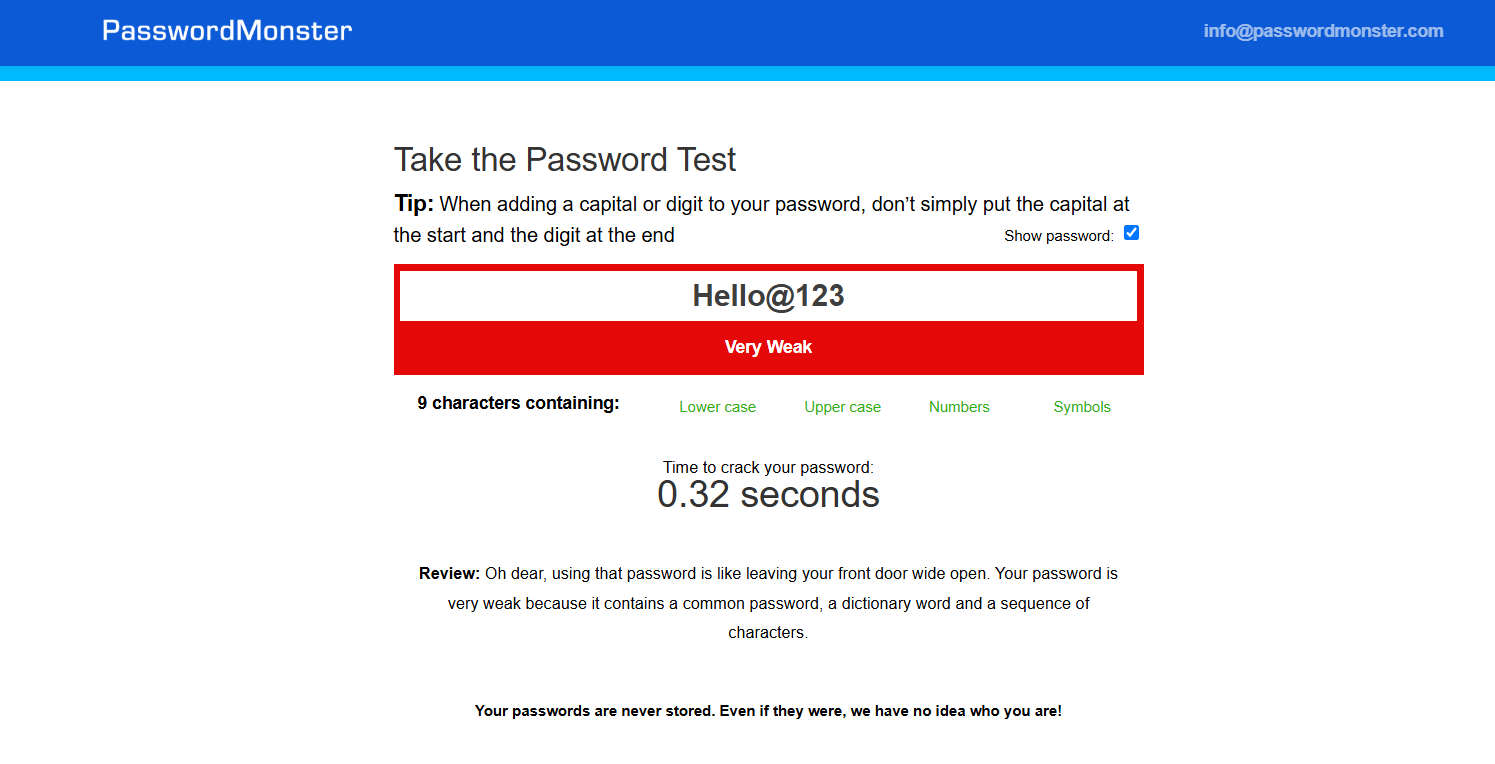 PasswordMonster
info@passwordmonster.com
Take the Password Test
Tip: When adding a capital or digit to your password, don’t simply put the capital at
the start and the digit at the end
Show password:
Hello@123
Very Weak
9 characters containing:
Lower case
Upper case
Numbers
Symbols
Time to crack your password:
0.32 seconds
Review: Oh dear, using that password is like leaving your front door wide open. Your password is
very weak because it contains a common password, a dictionary word and a sequence of
characters.
Your passwords are never stored. Even if they were, we have no idea who you are!